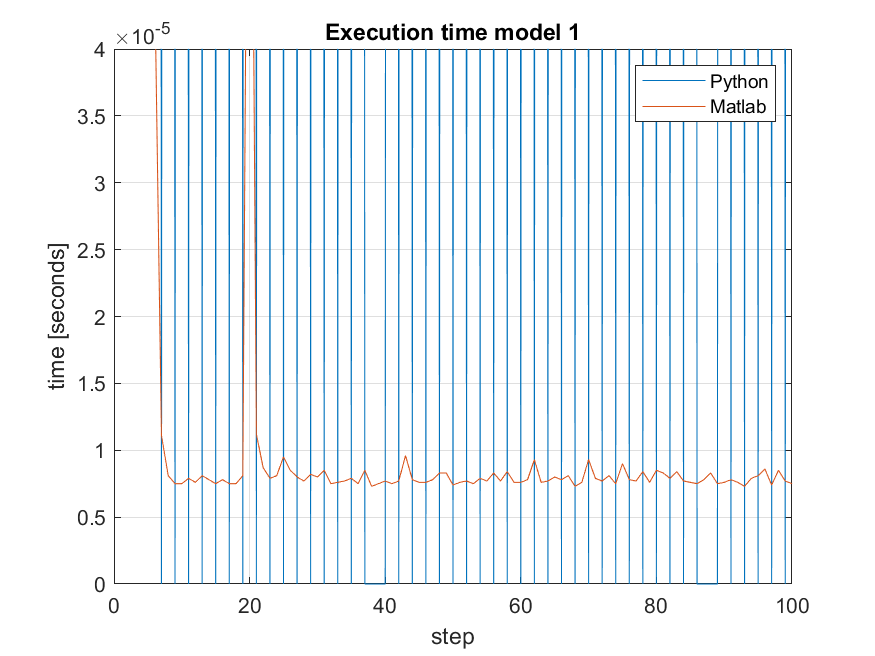 Execution time model 1
×10⁻⁵
4
3.5
3
2.5
2
1.5
1
0.5
0
time [seconds]
Python
Matlab
0 20 40 60 80 100
step